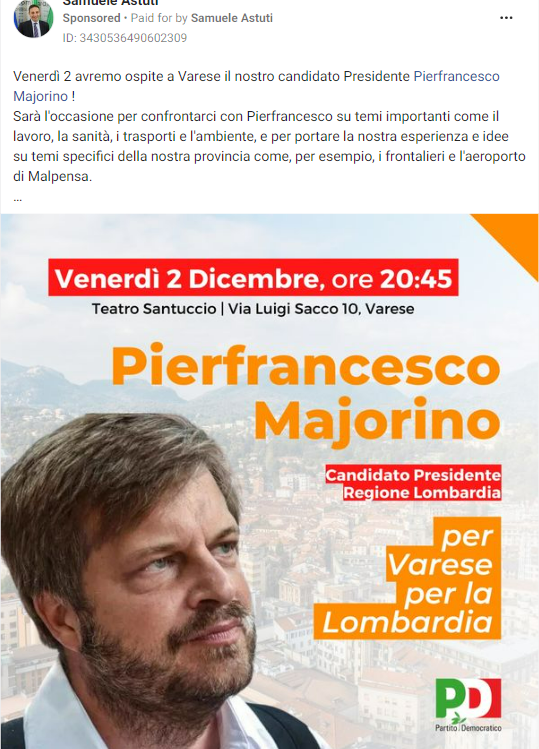 Samuele Astuti
Sponsored • Paid for by Samuele Astuti
ID: 3430536490602309
Venerdì 2 avremo ospite a Varese il nostro candidato Presidente Pierfrancesco
Majorino !
Sarà l'occasione per confrontarci con Pierfrancesco su temi importanti come il
lavoro, la sanità, i trasporti e l'ambiente, e per portare la nostra esperienza e idee
su temi specifici della nostra provincia come, per esempio, i frontalieri e l'aeroporto
di Malpensa.
...
Venerdì 2 Dicembre, ore 20:45
Teatro Santuccio | Via Luigi Sacco 10, Varese
Pierfrancesco
Majorino
Candidato Presidente
Regione Lombardia
per
Varese
per la
Lombardia
PD
Partito Democratico